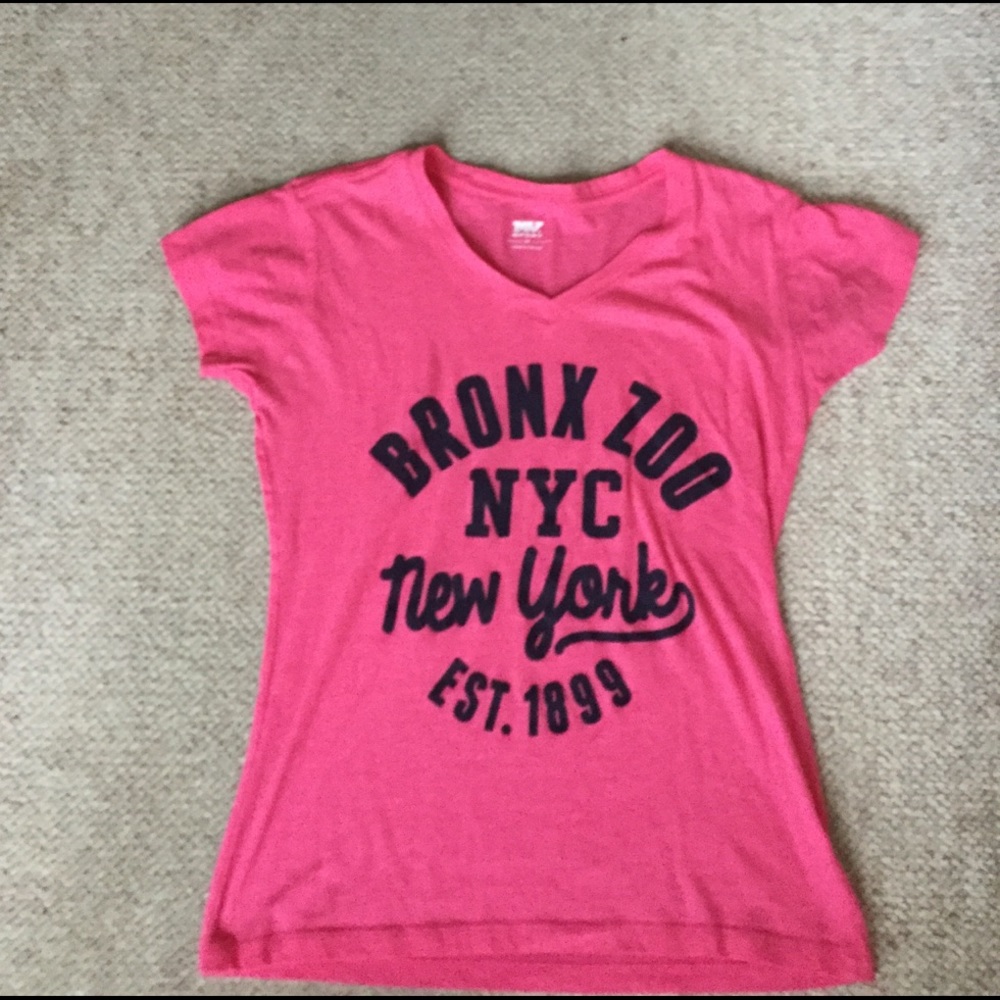 BRONX ZOO
NYC
New York
EST. 1899